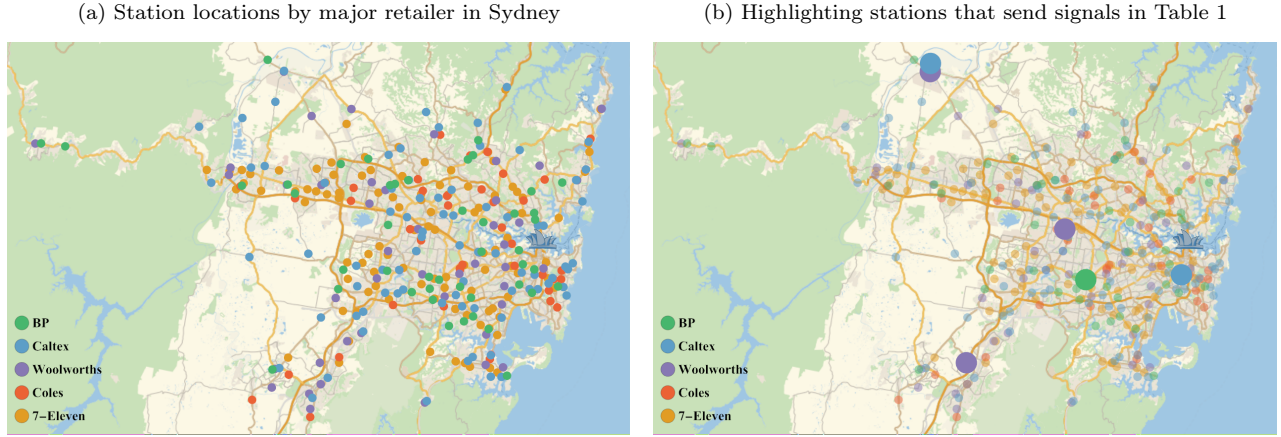 (a) Station locations by major retailer in Sydney
BP
Caltex
Woolworths
Coles
7−Eleven
(b) Highlighting stations that send signals in Table 1
BP
Caltex
Woolworths
Coles
7−Eleven